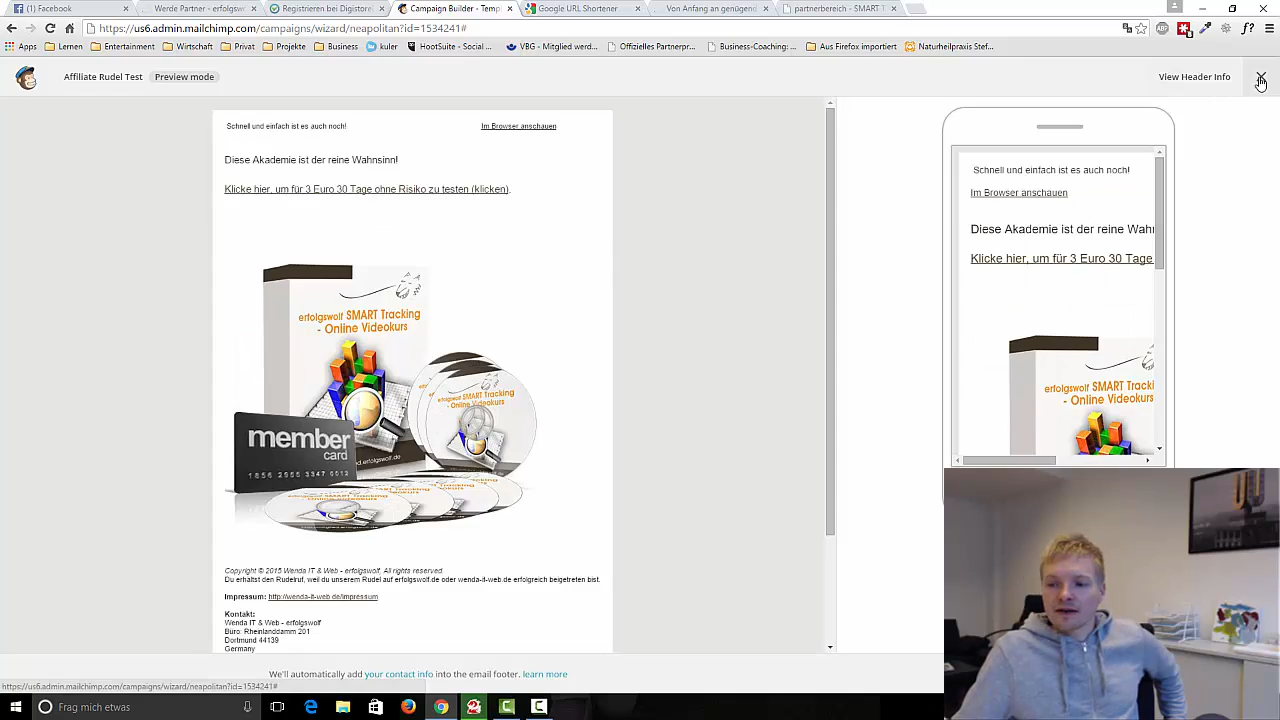 Facebook
Werde Partner - erfolgswolf
Registrieren bei Digistore
Campaign Builder - Temp
Google URL Shortener
Von Anfang an genügend
partnerbereich - SMART T
https://us6.admin.mailchimp.com/campaigns/wizard/neapolitan?id=1534241#
Apps Lernen Entertainment Wirtschaft Privat Projekte Business kuler HootSuite - Social... VBG - Mitglied werd... Offizielles Partnerpr... Business-Coaching: ... Aus Firefox importiert Naturheilpraxis Stef...
Affiliate Rudel Test Preview mode View Header Info
Schnell und einfach ist es auch noch! Im Browser anschauen
Diese Akademie ist der reine Wahnsinn!
Klicke hier, um für 3 Euro 30 Tage ohne Risiko zu testen (klicken).
erfolgswolf SMART Tracking
- Online Videokurs
member
card
1856 2955 3347 0013
Copyright © 2015 Wenda IT & Web - erfolgswolf, All rights reserved.
Du erhältst den Rudelruf, weil du unserem Rudel auf erfolgswolf.de oder wenda-it-web.de erfolgreich beigetreten bist.
Impressum: http://wenda-it-web.de/impressum
Kontakt:
Wenda IT & Web - erfolgswolf
Büro: Rheinlanddamm 201
Dortmund 44139
Germany
Schnell und einfach ist es auch noch!
Im Browser anschauen
Diese Akademie ist der reine Wahn
Klicke hier, um für 3 Euro 30 Tage
erfolgswolf SMART Tracki
- Online Videokurs
We'll automatically add your contact info into the email footer. learn more
https://us6.admin.mailchimp.com/campaigns/wizard/neapolitan?id=1534241#
Frag mich etwas